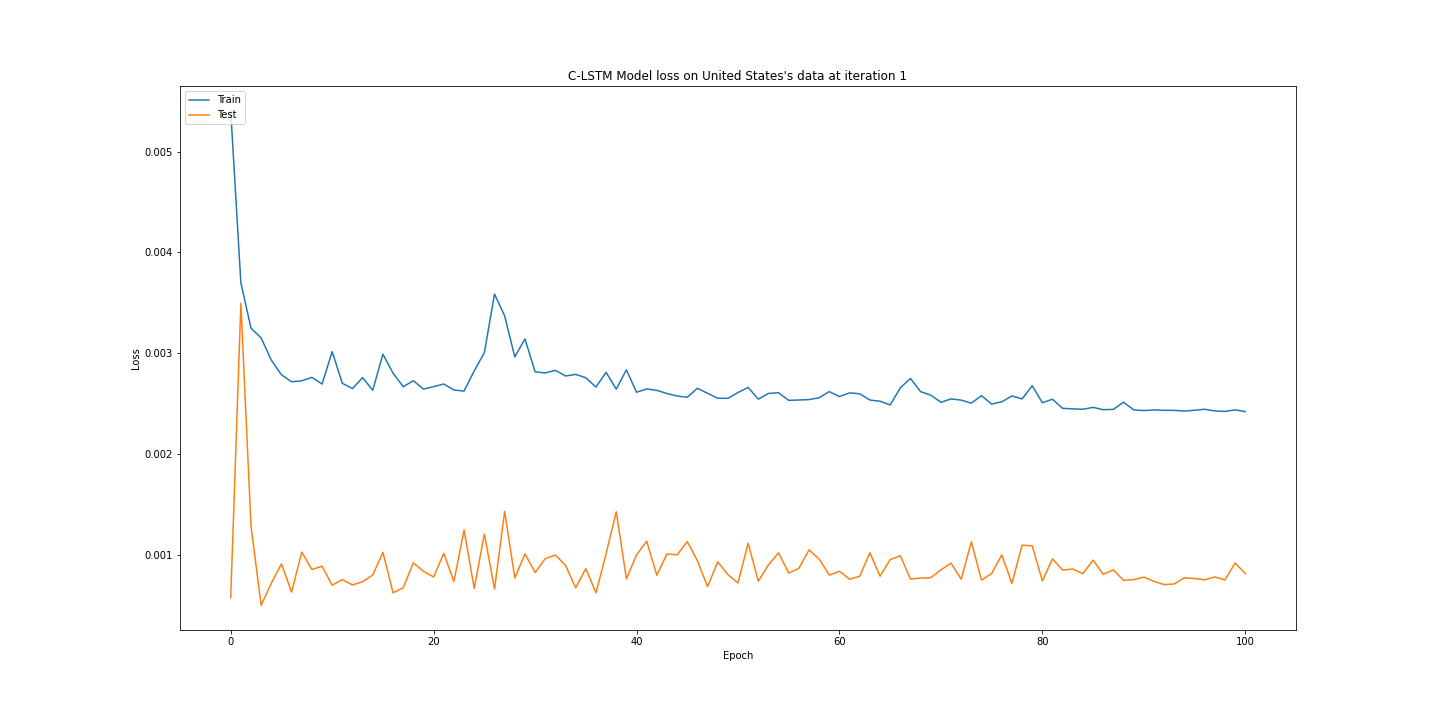 C-LSTM Model loss on United States's data at iteration 1
Train
Test
0.005
0.004
0.003
0.002
0.001
Loss
0
20
40
60
80
100
Epoch